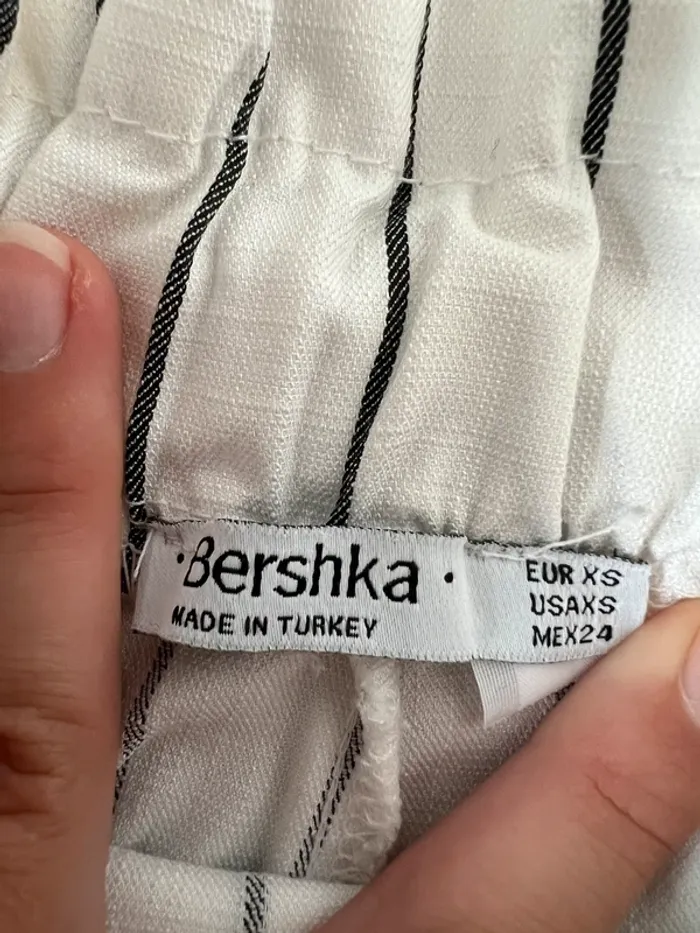 ·Bershka·
MADE IN TURKEY
EUR XS
USA XS
MEX 24